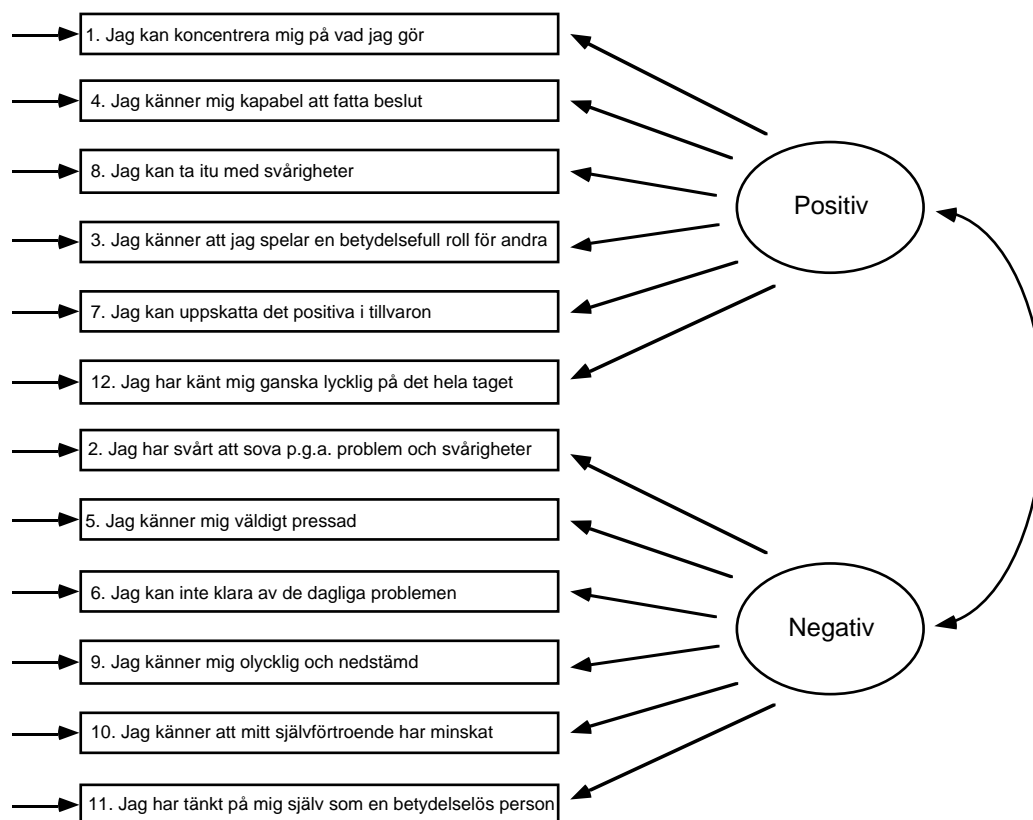 1. Jag kan koncentrera mig på vad jag gör
4. Jag känner mig kapabel att fatta beslut
8. Jag kan ta itu med svårigheter
3. Jag känner att jag spelar en betydelsefull roll för andra
7. Jag kan uppskatta det positiva i tillvaron
12. Jag har känt mig ganska lycklig på det hela taget
Positiv
2. Jag har svårt att sova p.g.a. problem och svårigheter
5. Jag känner mig väldigt pressad
6. Jag kan inte klara av de dagliga problemen
9. Jag känner mig olycklig och nedstämd
10. Jag känner att mitt självförtroende har minskat
11. Jag har tänkt på mig själv som en betydelselös person
Negativ